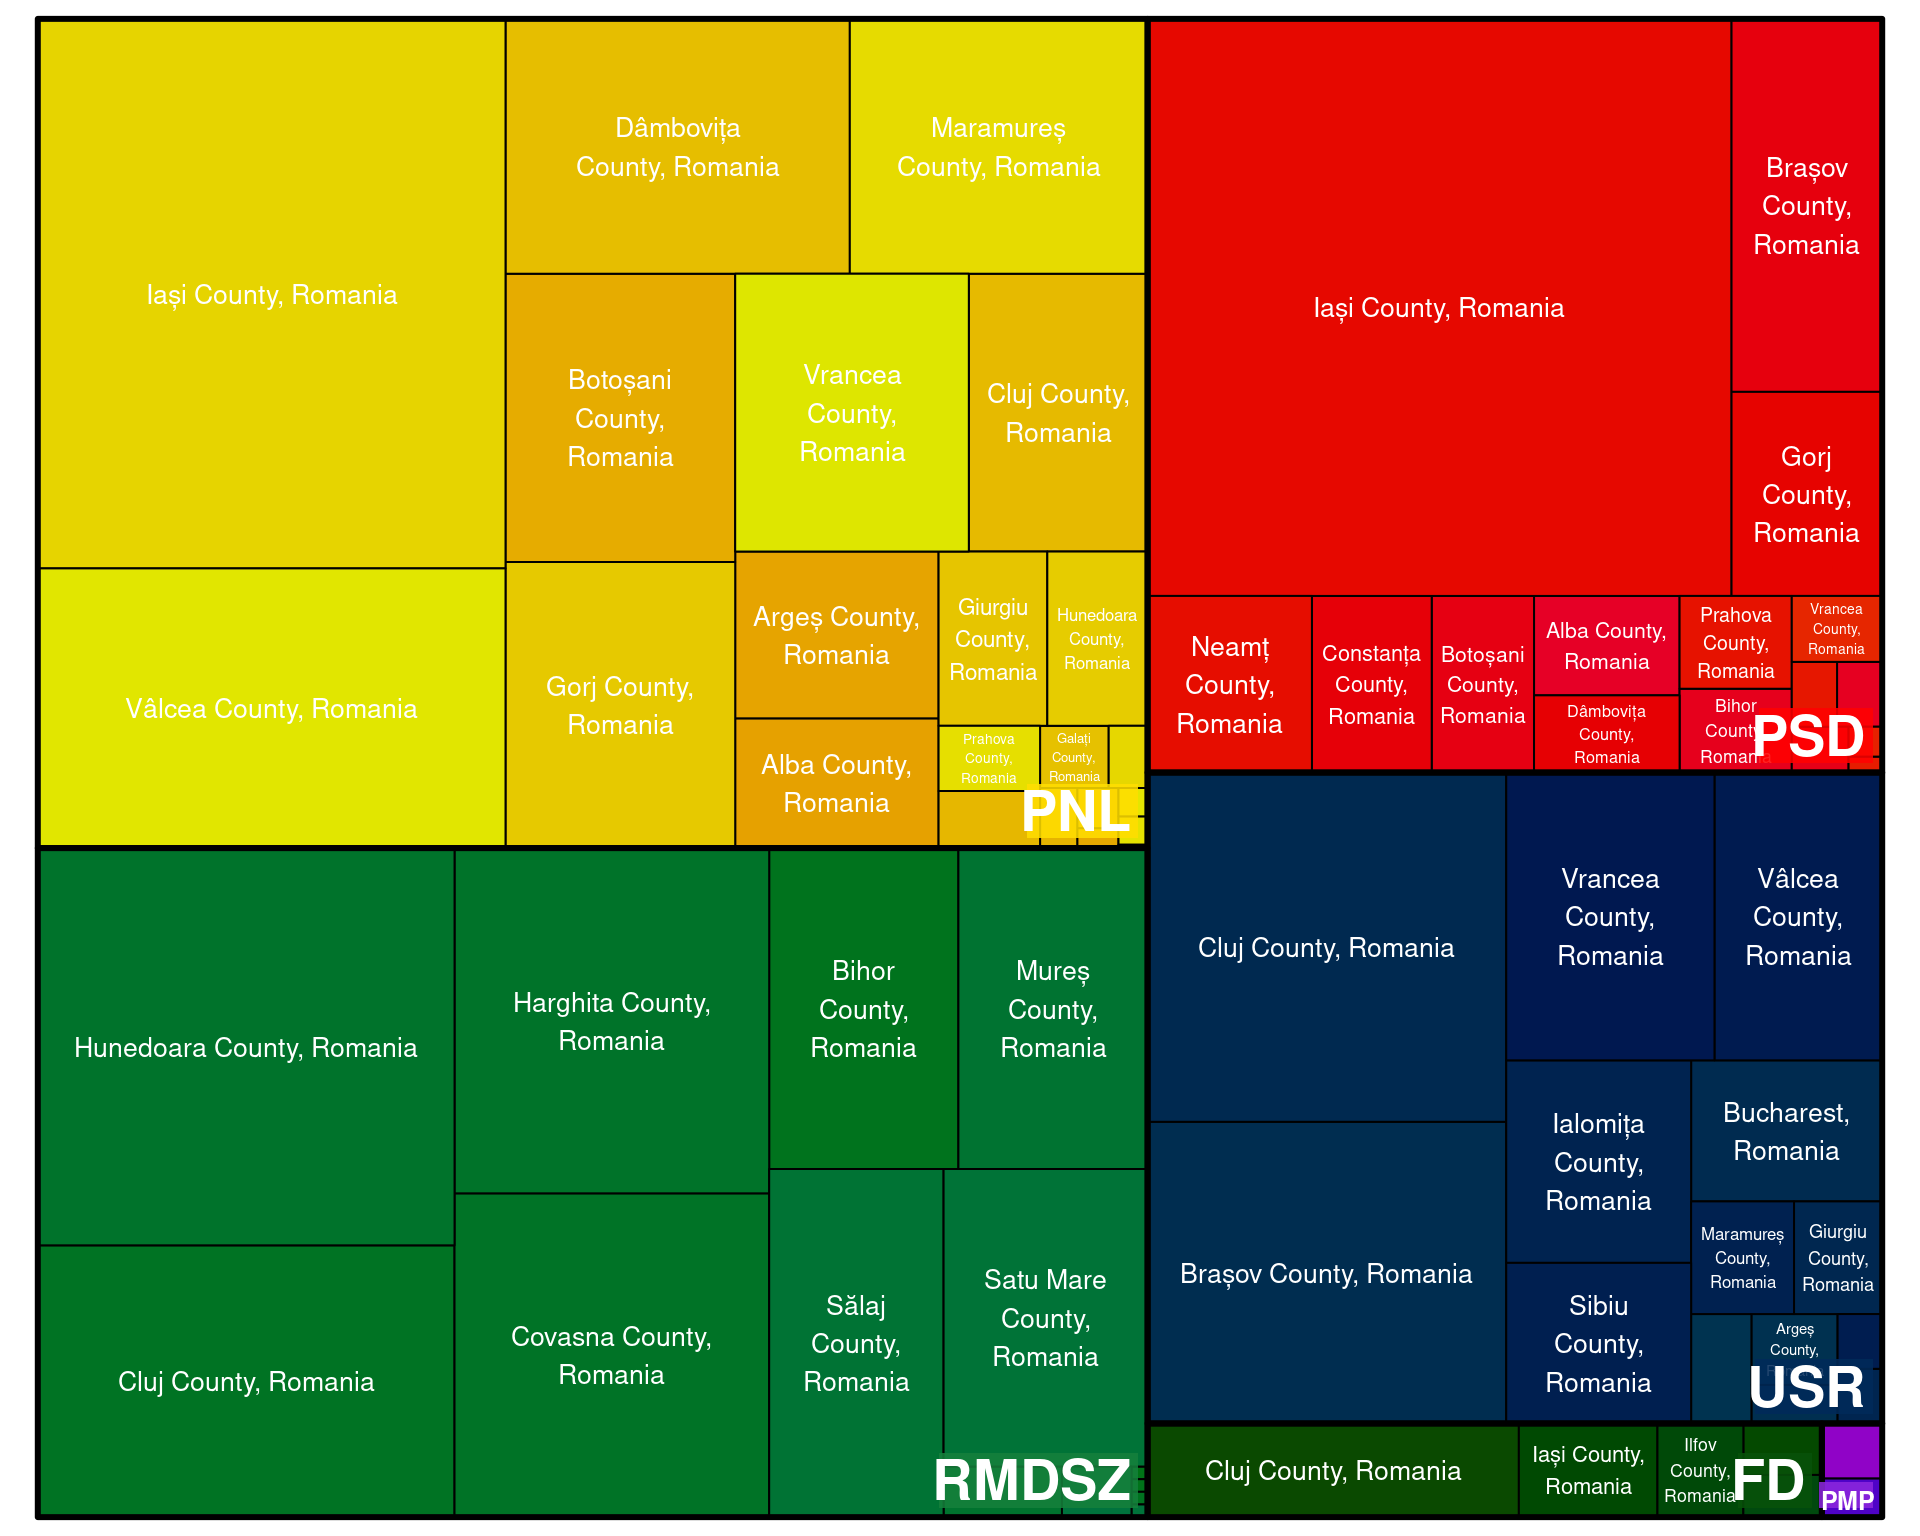 Iași County, Romania
Dâmbovița
County, Romania
Maramureș
County, Romania
Botoșani
County,
Romania
Vrancea
County,
Romania
Cluj County,
Romania
Vâlcea County, Romania
Gorj County,
Romania
Argeș County,
Romania
Giurgiu
County,
Romania
Hunedoara
County,
Romania
Alba County,
Romania
Prahova
County,
Romania
Galați
County,
Romania
PNL
Iași County, Romania
Brașov
County,
Romania
Gorj
County,
Romania
Neamț
County,
Romania
Constanța
County,
Romania
Botoșani
County,
Romania
Alba County,
Romania
Dâmbovița
County,
Romania
Prahova
County,
Romania
Vrancea
County,
Romania
Bihor
County,
Romania
PSD
Hunedoara County, Romania
Harghita County,
Romania
Bihor
County,
Romania
Mureș
County,
Romania
Cluj County, Romania
Covasna County,
Romania
Sălaj
County,
Romania
Satu Mare
County,
Romania
RMDSZ
Cluj County, Romania
Vrancea
County,
Romania
Vâlcea
County,
Romania
Brașov County, Romania
Ialomița
County,
Romania
Bucharest,
Romania
Maramureș
County,
Romania
Giurgiu
County,
Romania
Sibiu
County,
Romania
Argeș
County,
USR
Cluj County, Romania
Iași County,
Romania
Ilfov
County,
Romania
FD
PMP